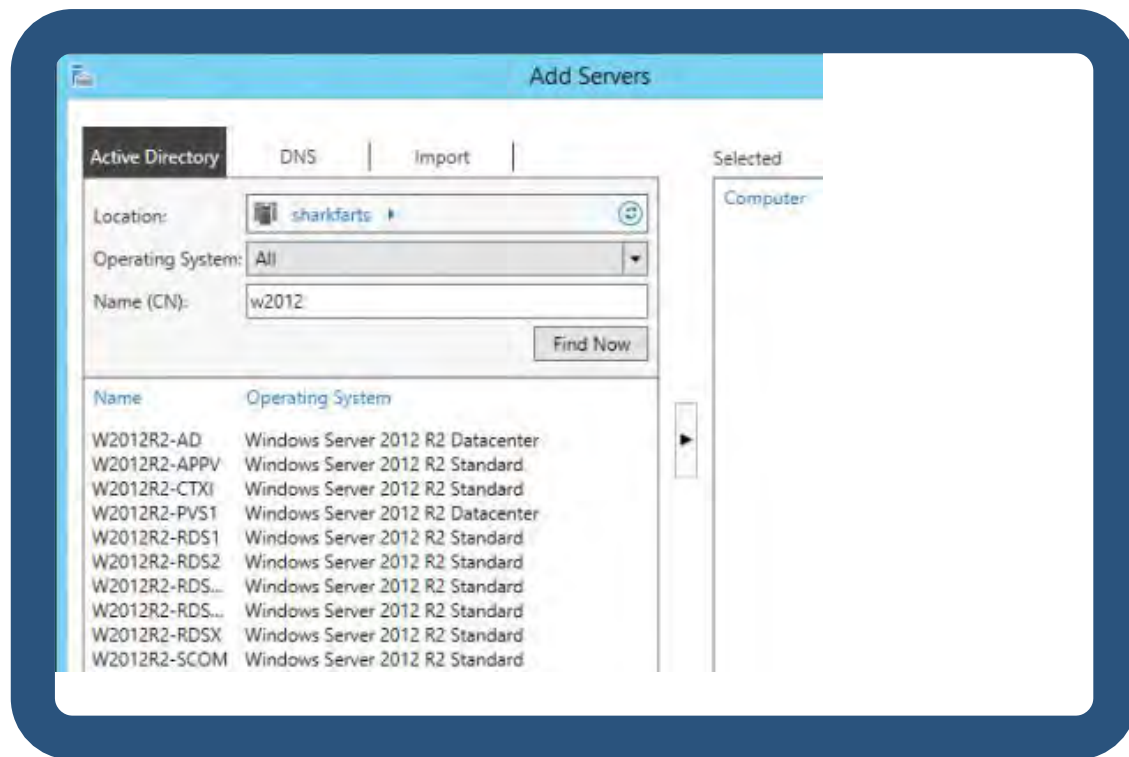 Add Servers
Active Directory DNS Import
Selected
Location: sharkfarts
Computer
Operating System: All
Name (CN): w2012
Find Now
Name Operating System
W2012R2-AD Windows Server 2012 R2 Datacenter
W2012R2-APPV Windows Server 2012 R2 Standard
W2012R2-CTXI Windows Server 2012 R2 Standard
W2012R2-PVS1 Windows Server 2012 R2 Datacenter
W2012R2-RDS1 Windows Server 2012 R2 Standard
W2012R2-RDS2 Windows Server 2012 R2 Standard
W2012R2-RDS... Windows Server 2012 R2 Standard
W2012R2-RDS... Windows Server 2012 R2 Standard
W2012R2-RDSX Windows Server 2012 R2 Standard
W2012R2-SCOM Windows Server 2012 R2 Standard